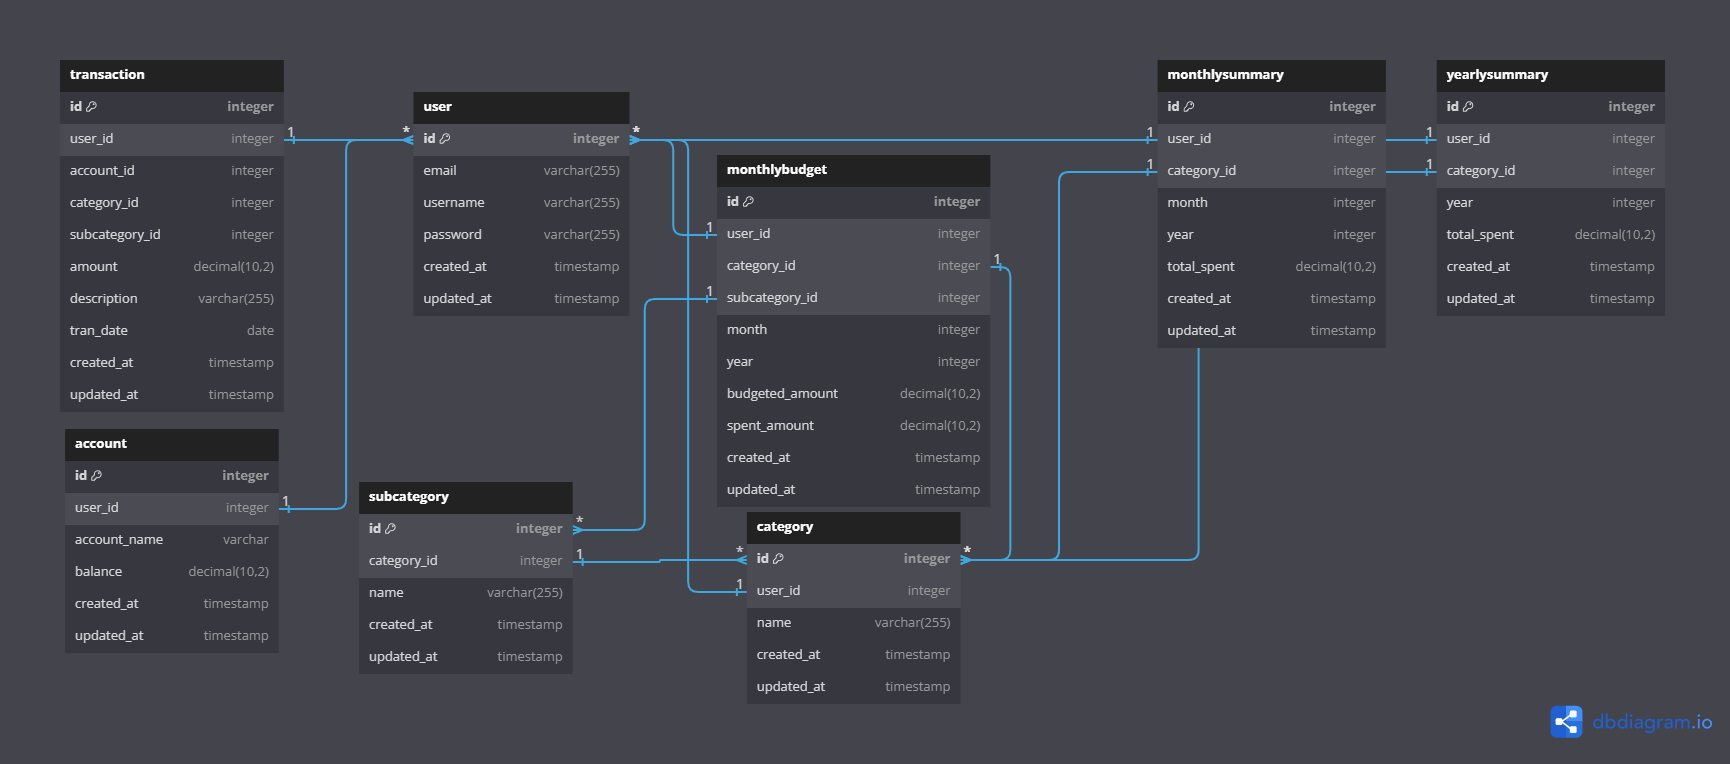 transaction
id integer
user_id integer
account_id integer
category_id integer
subcategory_id integer
amount decimal(10,2)
description varchar(255)
tran_date date
created_at timestamp
updated_at timestamp
account
id integer
user_id integer
account_name varchar
balance decimal(10,2)
created_at timestamp
updated_at timestamp
user
id integer
email varchar(255)
username varchar(255)
password varchar(255)
created_at timestamp
updated_at timestamp
subcategory
id integer
category_id integer
name varchar(255)
created_at timestamp
updated_at timestamp
monthlybudget
id integer
user_id integer
category_id integer
subcategory_id integer
month integer
year integer
budgeted_amount decimal(10,2)
spent_amount decimal(10,2)
created_at timestamp
updated_at timestamp
category
id integer
user_id integer
name varchar(255)
created_at timestamp
updated_at timestamp
monthlysummary
id integer
user_id integer
category_id integer
month integer
year integer
total_spent decimal(10,2)
created_at timestamp
updated_at timestamp
yearlysummary
id integer
user_id integer
category_id integer
year integer
total_spent decimal(10,2)
created_at timestamp
updated_at timestamp
1 * * 1 1
1 1
1 1
1
1 * 1
1 * *
1
dbdiagram.io